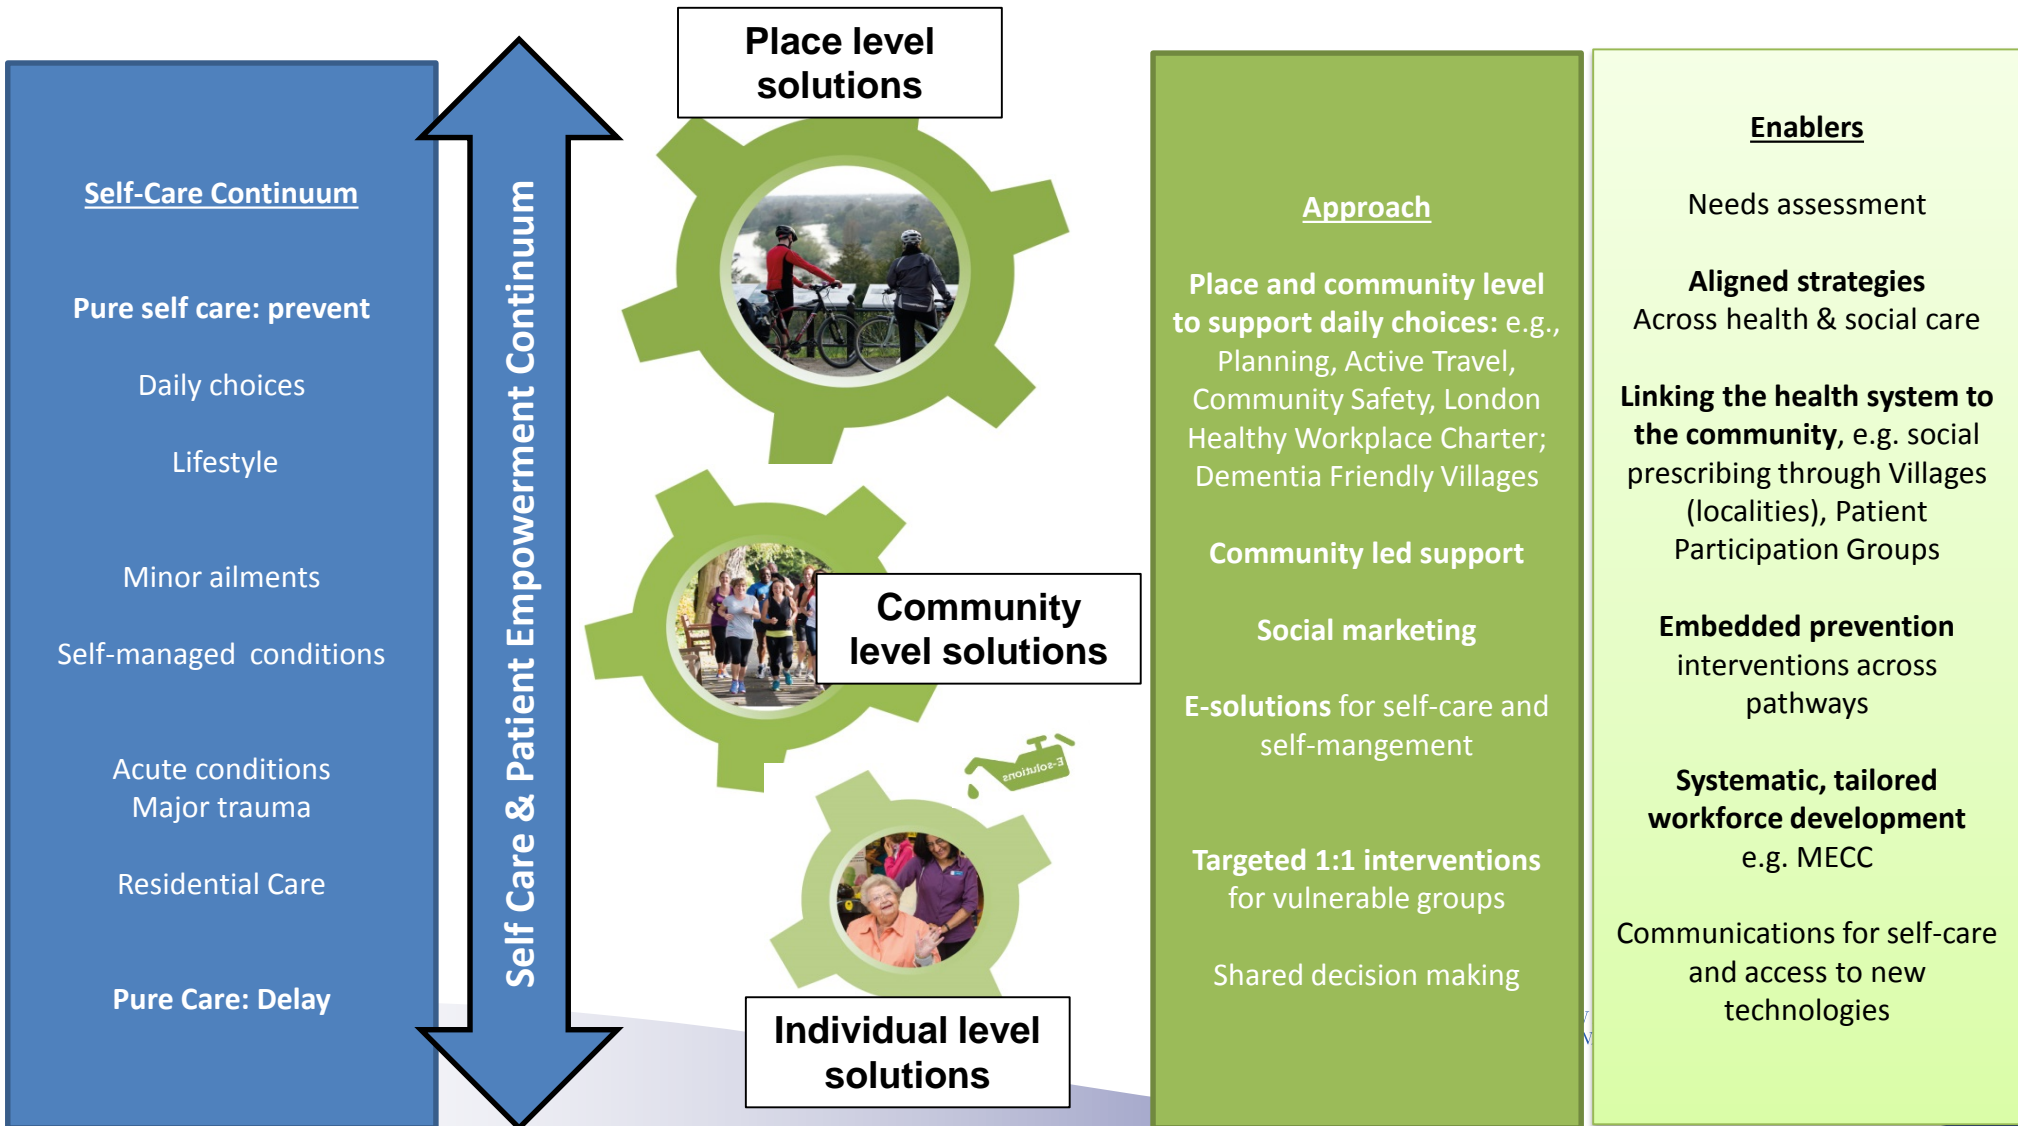 Place level
solutions
Self-Care Continuum
Pure self care: prevent
Daily choices
Lifestyle
Minor ailments
Self-managed conditions
Acute conditions
Major trauma
Residential Care
Pure Care: Delay
Self Care & Patient Empowerment Continuum
Community
level solutions
E-solutions
Individual level
solutions
Approach
Place and community level
to support daily choices: e.g.,
Planning, Active Travel,
Community Safety, London
Healthy Workplace Charter;
Dementia Friendly Villages
Community led support
Social marketing
E-solutions for self-care and
self-mangement
Targeted 1:1 interventions
for vulnerable groups
Shared decision making
Enablers
Needs assessment
Aligned strategies
Across health & social care
Linking the health system to
the community, e.g. social
prescribing through Villages
(localities), Patient
Participation Groups
Embedded prevention
interventions across
pathways
Systematic, tailored
workforce development
e.g. MECC
Communications for self-care
and access to new
technologies